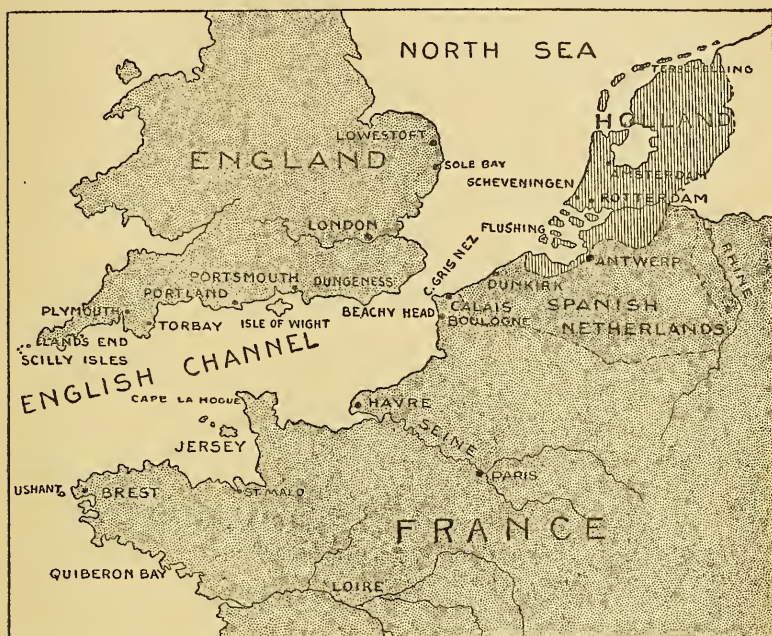 NORTH SEA
TERSCHELLING
HOLLAND
LOWESTOFT
ENGLAND
SOLE BAY
SCHEVENINGEN
AMSTERDAM
ROTTERDAM
LONDON
FLUSHING
C. GRIS NEZ
ANTWERP
RHINE
PORTSMOUTH
DUNGENESS
DUNKIRK
PORTLAND
SPANISH
NETHERLANDS
PLYMOUTH
TORBAY
ISLE OF WIGHT
BEACHY HEAD
CALAIS
BOULOGNE
LANDS END
SCILLY ISLES
ENGLISH CHANNEL
CAPE LA HOGUE
HAVRE
SEINE
JERSEY
PARIS
USHANT
BREST
ST. MALO
FRANCE
QUIBERON BAY
LOIRE